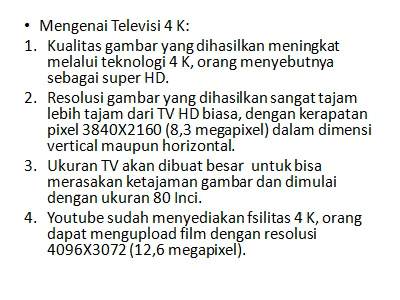 • Mengenai Televisi 4 K:
1. Kualitas gambar yang dihasilkan meningkat
melalui teknologi 4 K, orang menyebutnya
sebagai super HD.
2. Resolusi gambar yang dihasilkan sangat tajam
lebih tajam dari TV HD biasa, dengan kerapatan
pixel 3840X2160 (8,3 megapixel) dalam dimensi
vertical maupun horizontal.
3. Ukuran TV akan dibuat besar  untuk bisa
merasakan ketajaman gambar dan dimulai
dengan ukuran 80 Inci.
4. Youtube sudah menyediakan fsilitas 4 K, orang
dapat mengupload film dengan resolusi
4096X3072 (12,6 megapixel).